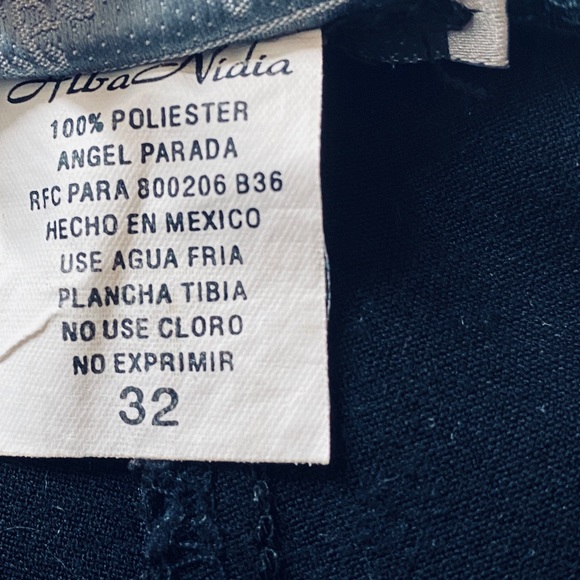 Alba Nidia
100% POLIESTER
ANGEL PARADA
RFC PARA 800206 B36
HECHO EN MEXICO
USE AGUA FRIA
PLANCHA TIBIA
NO USE CLORO
NO EXPRIMIR
32